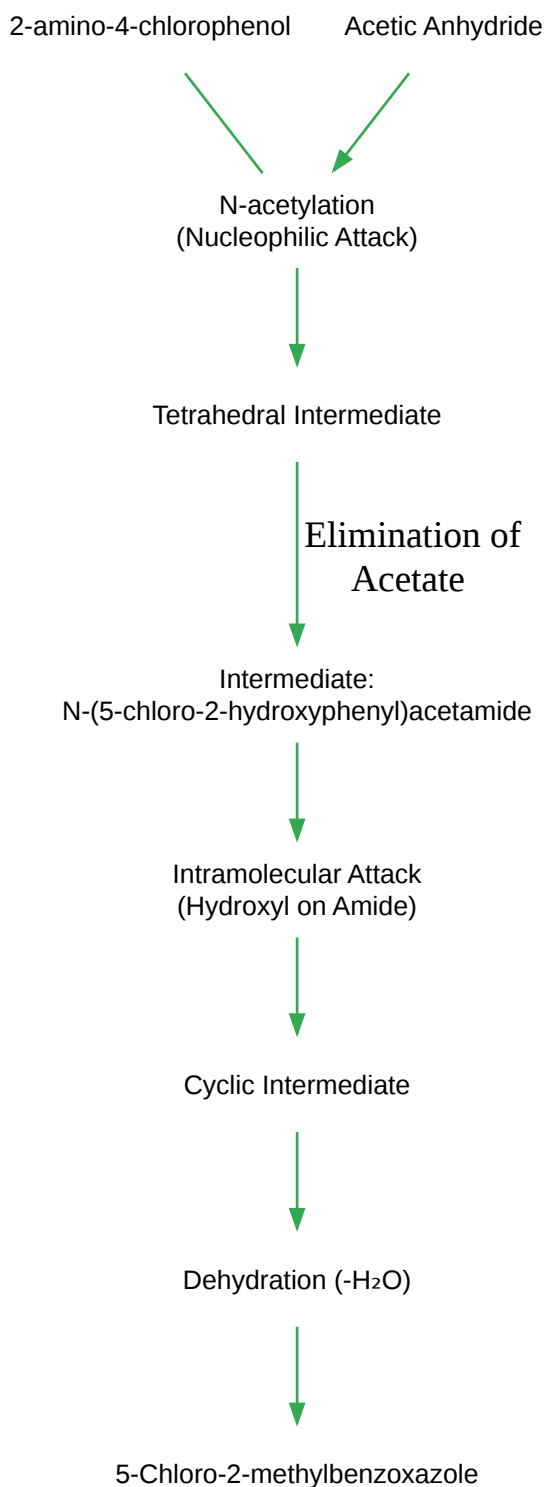 2-amino-4-chlorophenol
Acetic Anhydride
N-acetylation
(Nucleophilic Attack)
Tetrahedral Intermediate
Elimination of
Acetate
Intermediate:
N-(5-chloro-2-hydroxyphenyl)acetamide
Intramolecular Attack
(Hydroxyl on Amide)
Cyclic Intermediate
Dehydration (-H₂O)
5-Chloro-2-methylbenzoxazole